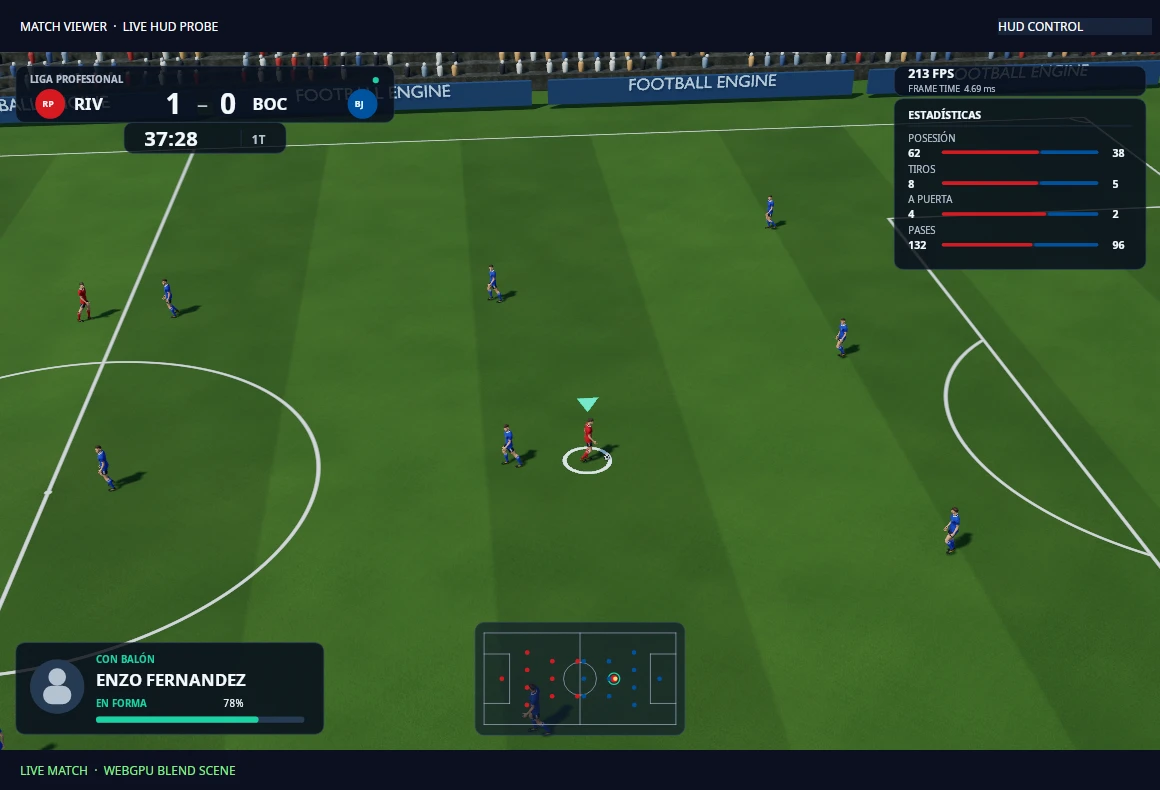 MATCH VIEWER · LIVE HUD PROBE
HUD CONTROL
LIGA PROFESIONAL
RP RIV 1 – 0 BOC BJ
37:28 1T
FOOTBALL ENGINE
FOOTBALL ENGINE
FOOTBALL ENGINE
213 FPS
FRAME TIME 4.69 ms
ESTADÍSTICAS
POSESIÓN
62 38
TIROS
8 5
A PUERTA
4 2
PASES
132 96
CON BALÓN
ENZO FERNANDEZ
EN FORMA 78%
LIVE MATCH · WEBGPU BLEND SCENE